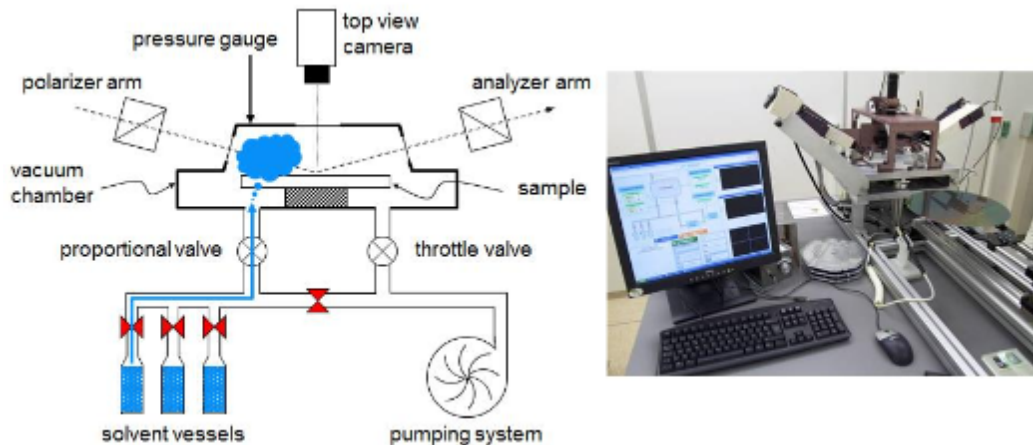 top view
camera
pressure gauge
polarizer arm
analyzer arm
vacuum
chamber
sample
proportional valve
throttle valve
solvent vessels
pumping system